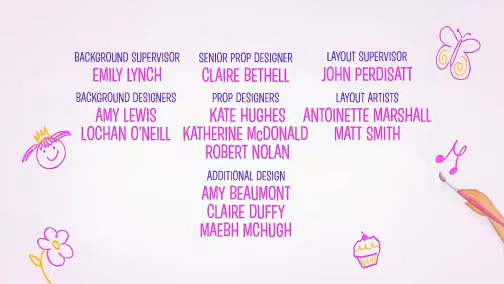 BACKGROUND SUPERVISOR
EMILY LYNCH
BACKGROUND DESIGNERS
AMY LEWIS
LOCHAN O'NEILL
SENIOR PROP DESIGNER
CLAIRE BETHELL
PROP DESIGNERS
KATE HUGHES
KATHERINE McDONALD
ROBERT NOLAN
ADDITIONAL DESIGN
AMY BEAUMONT
CLAIRE DUFFY
MAEBH MCHUGH
LAYOUT SUPERVISOR
JOHN PERDISATT
LAYOUT ARTISTS
ANTOINETTE MARSHALL
MATT SMITH